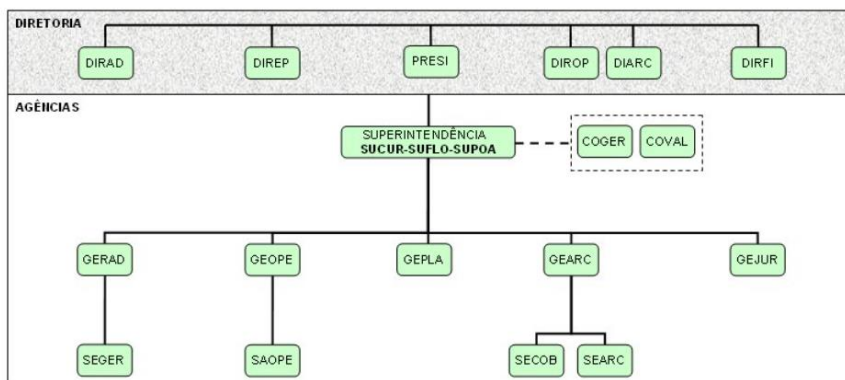 DIRETORIA
DIRAD
DIREP
PRESI
DIROP
DIARC
DIRFI
AGÊNCIAS
SUPERINTENDÊNCIA
SUCUR-SUFLO-SUPOA
COGER
COVAL
GERAD
GEOPE
GEPLA
GEARC
GEJUR
SEGER
SAOPE
SECOB
SEARC